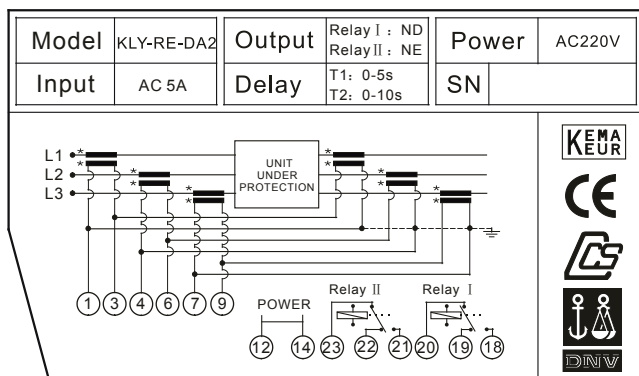 Model KLY-RE-DA2 Output Relay Ⅰ: ND Power AC220V
Relay Ⅱ: NE
Input AC 5A Delay T1: 0-5s SN
T2: 0-10s
KEMA
EUR
L1 * * * *
L2 * * * *
L3 * * * *
UNIT
UNDER
PROTECTION
CE
CCS
1 3 4 6 7 9
POWER Relay Ⅱ Relay Ⅰ
12 14 23 22 21 20 19 18
DNV